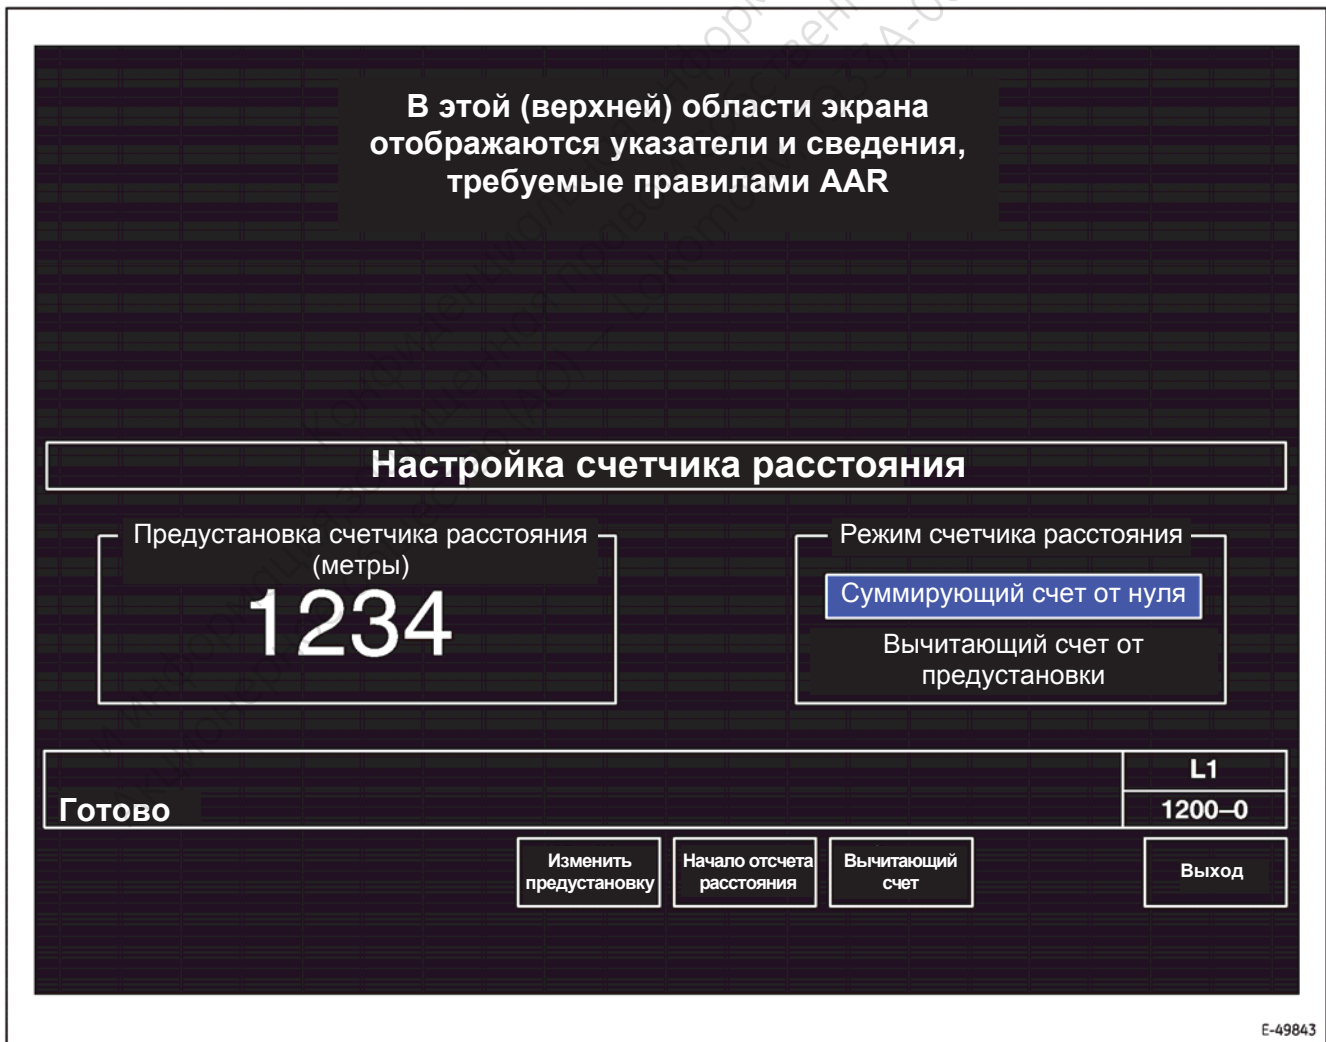 В этой (верхней) области экрана
отображаются указатели и сведения,
требуемые правилами AAR
Настройка счетчика расстояния
Предустановка счетчика расстояния
(метры)
1234
Режим счетчика расстояния
Суммирующий счет от нуля
Вычитающий счет от
предустановки
L1
Готово
1200–0
Изменить
предустановку
Начало отсчета
расстояния
Вычитающий
счет
Выход
E-49843